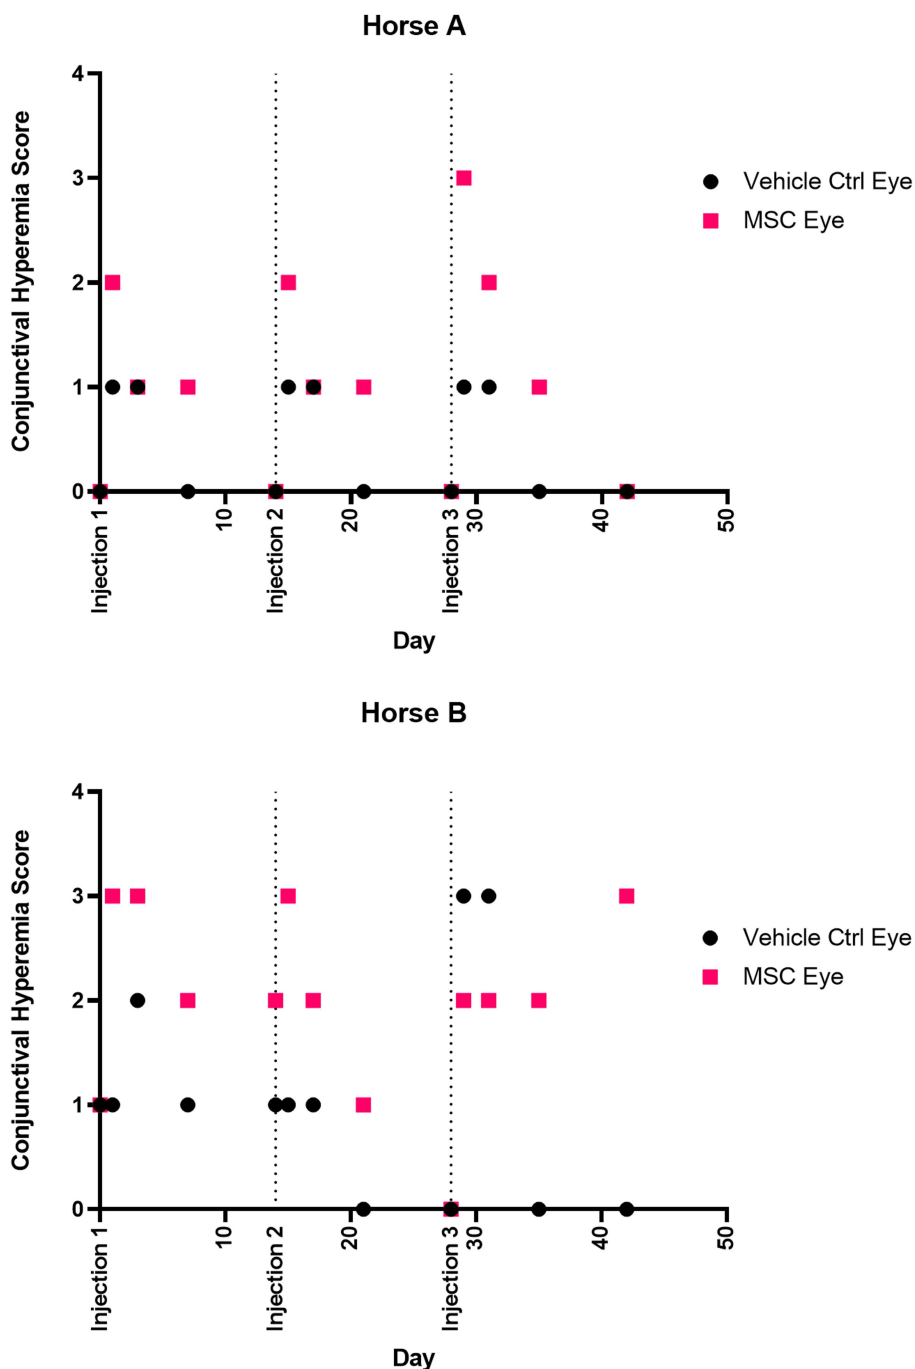 Horse A
Conjunctival Hyperemia Score
4
3
2
1
0
Vehicle Ctrl Eye
MSC Eye
Injection 1
10
Injection 2
20
Injection 3
30
40
50
Day
Horse B
Conjunctival Hyperemia Score
4
3
2
1
0
Vehicle Ctrl Eye
MSC Eye
Injection 1
10
Injection 2
20
Injection 3
30
40
50
Day